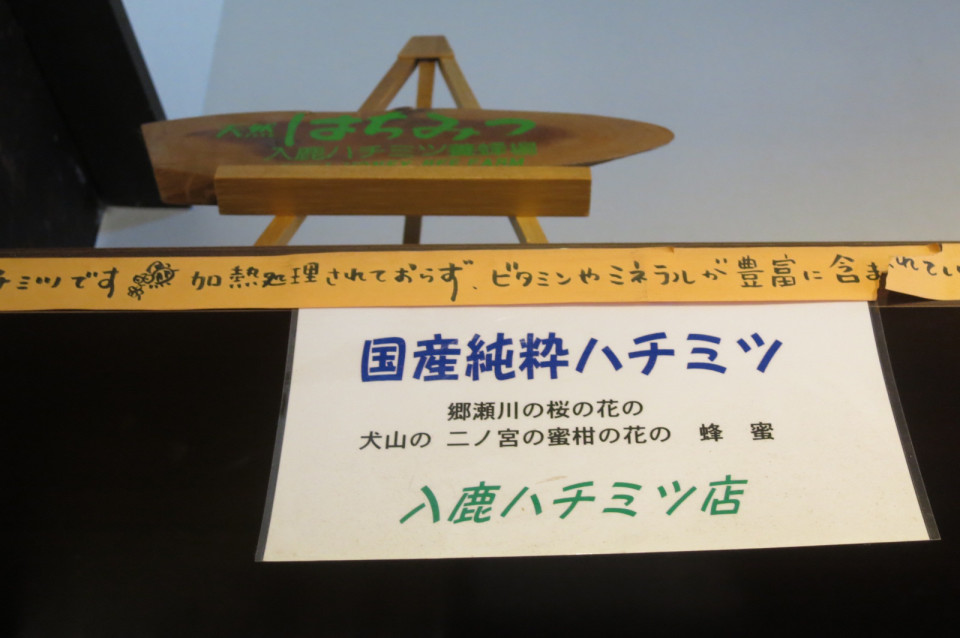 天然 はちみつ
入鹿ハチミツ養蜂場
チミツです 加熱処理されておらず、ビタミンやミネラルが豊富に含まれてい
国産純粋ハチミツ
郷瀬川の桜の花の
犬山の 二ノ宮の蜜柑の花の 蜂 蜜
入鹿ハチミツ店